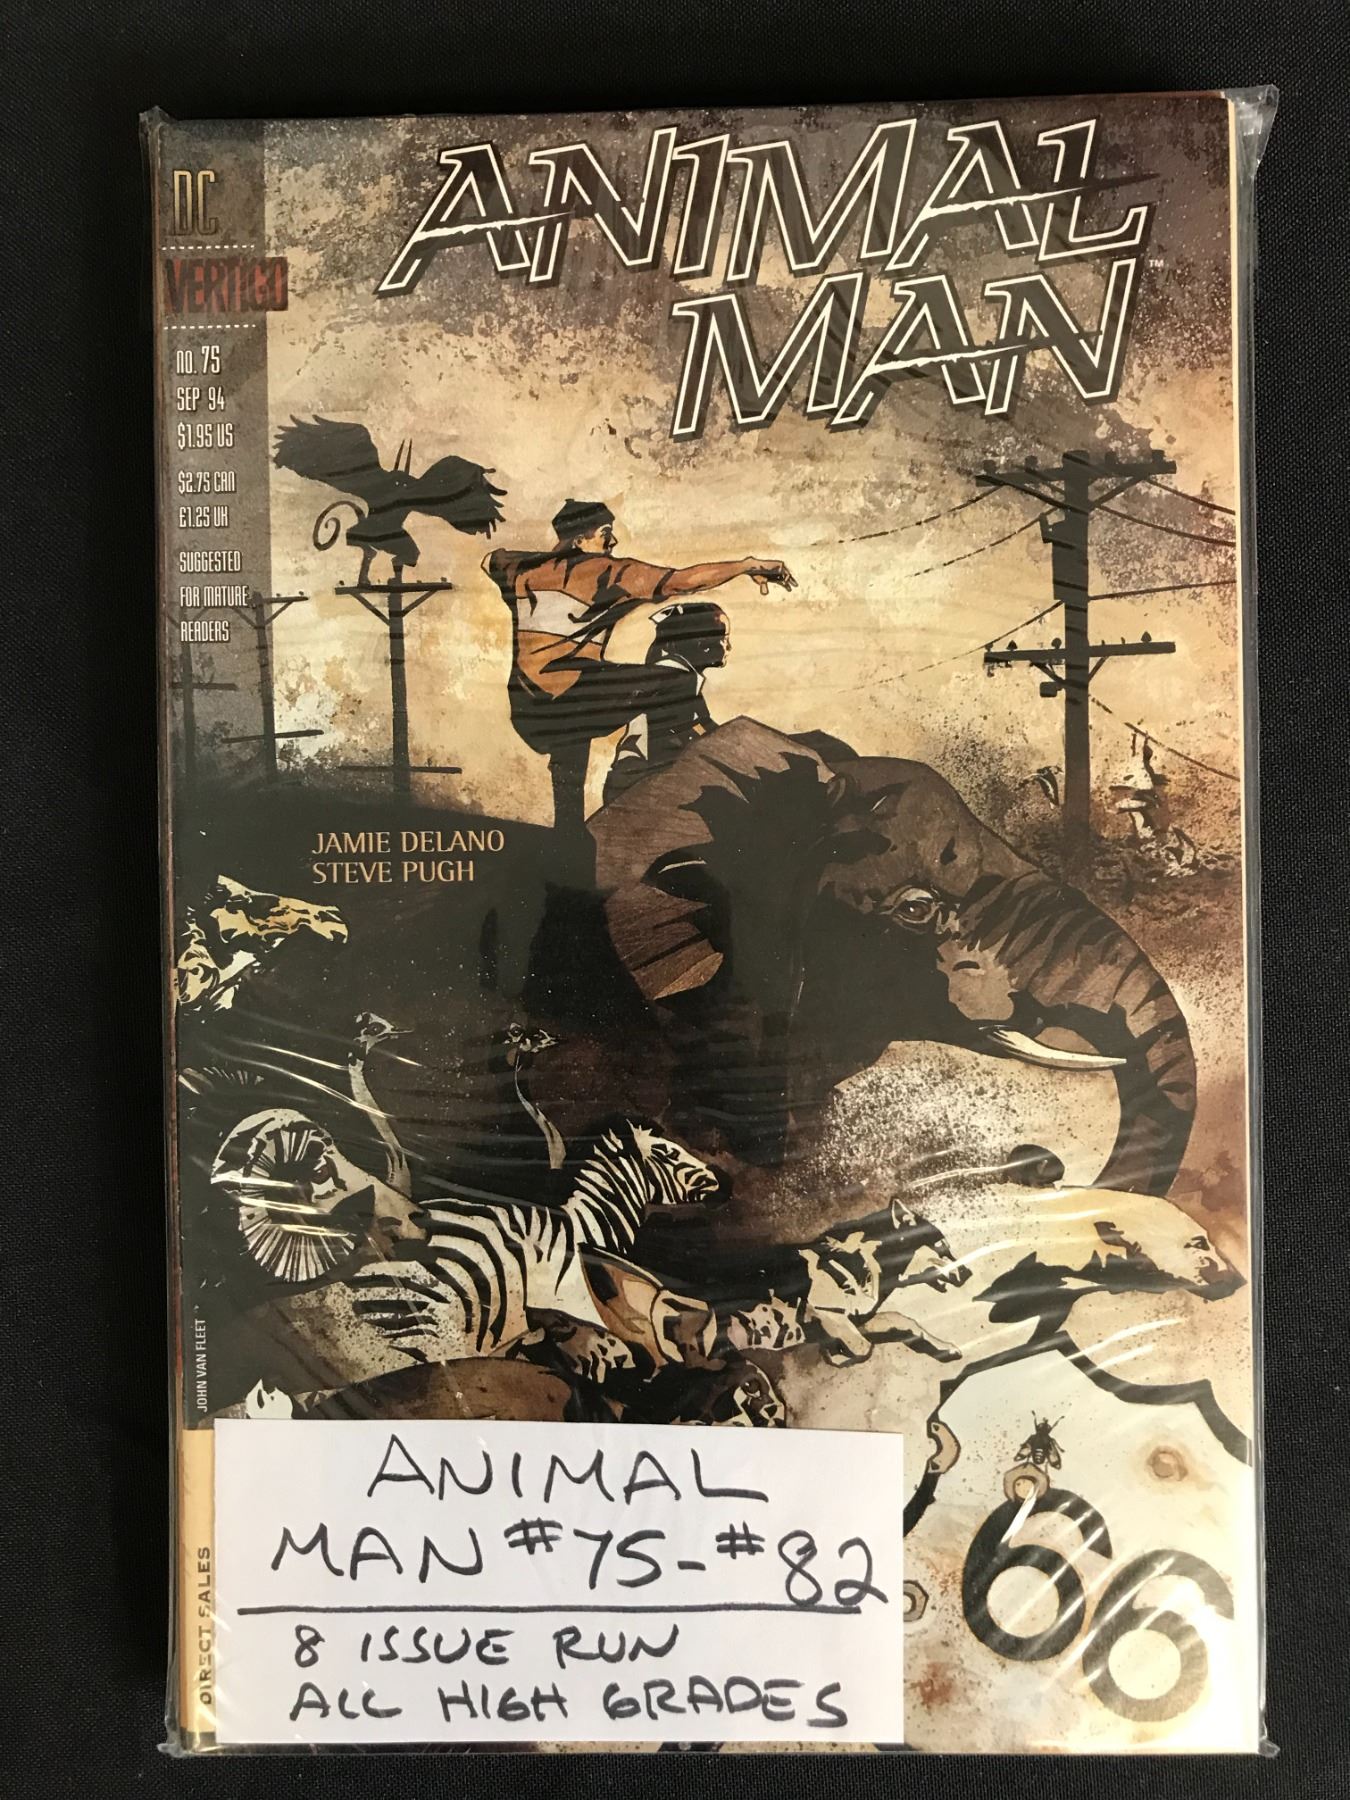 ANIMAL
MAN™
DC
VERTIGO
no. 75
SEP 94
$1.95 US
$2.75 CAN
£1.25 UK
SUGGESTED
FOR MATURE
READERS
JAMIE DELANO
STEVE PUGH
JOHN VAN FLEET
DIRECT SALES
66
ANIMAL
MAN #75-#82
8 ISSUE RUN
ALL HIGH GRADES